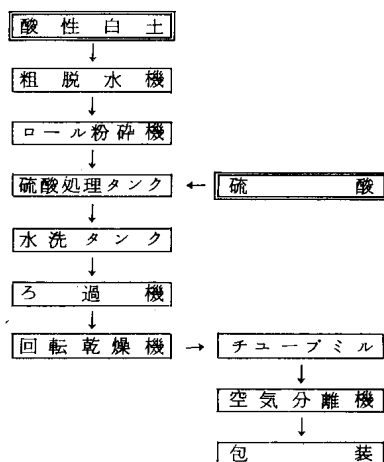 酸性白土
粗脱水機
ロール粉砕機
硫酸処理タンク
硫酸
水洗タンク
ろ過機
回転乾燥機
チューブミル
空気分離機
包装